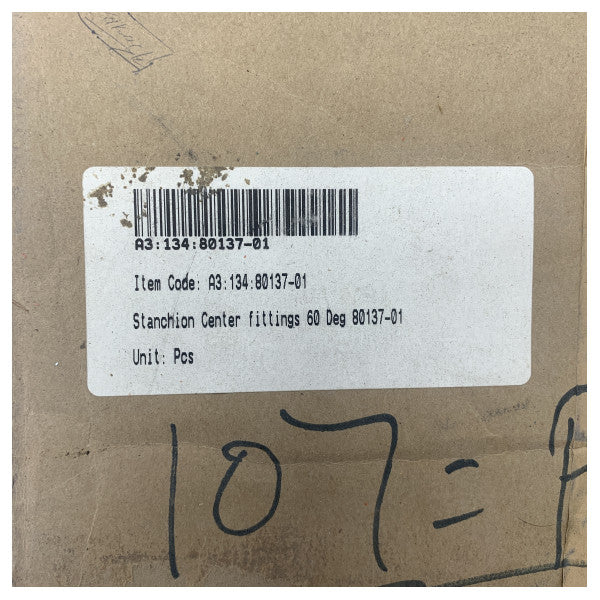 A3:134:80137-01
Item Code: A3:134:80137-01
Stanchion Center fittings 60 Deg 80137-01
Unit: Pcs
107 = P